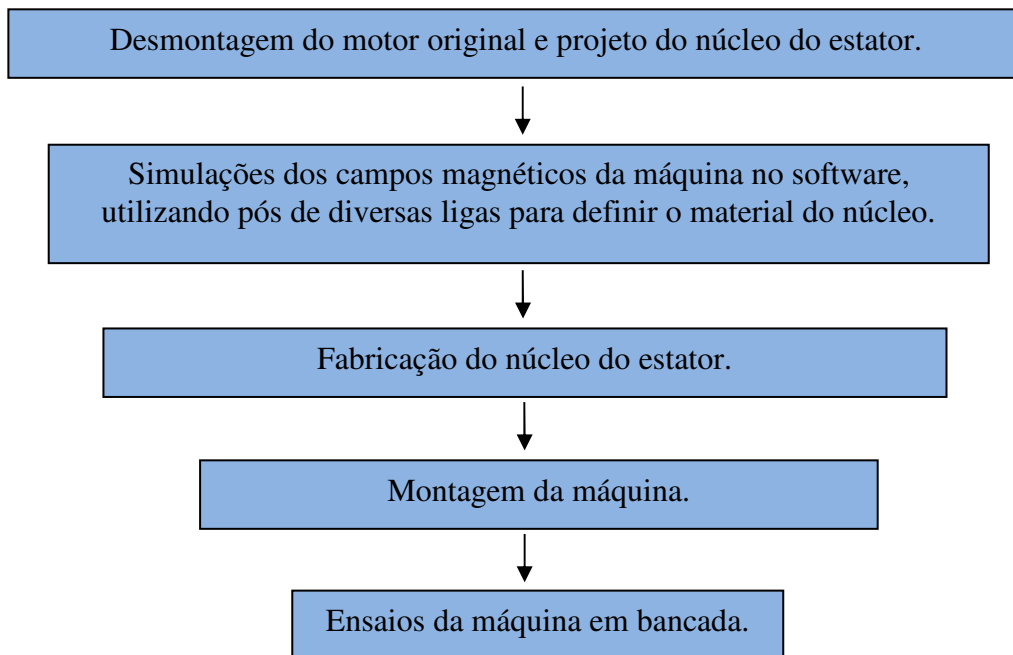 Desmontagem do motor original e projeto do núcleo do estator.
Simulações dos campos magnéticos da máquina no software,
utilizando pós de diversas ligas para definir o material do núcleo.
Fabricação do núcleo do estator.
Montagem da máquina.
Ensaios da máquina em bancada.